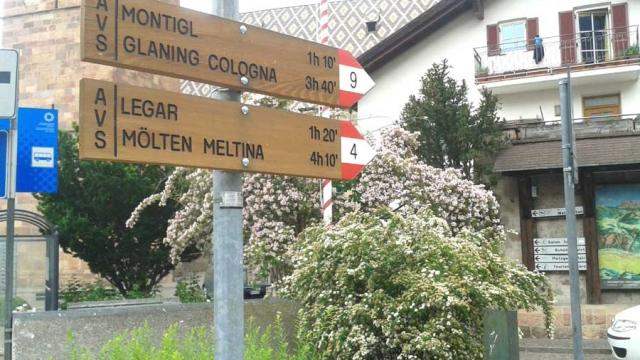 AVS
MONTIGL 1h 10'
GLANING COLOGNA 3h 40'
9
AVS
LEGAR 1h 20'
MÖLTEN MELTINA 4h 10'
4